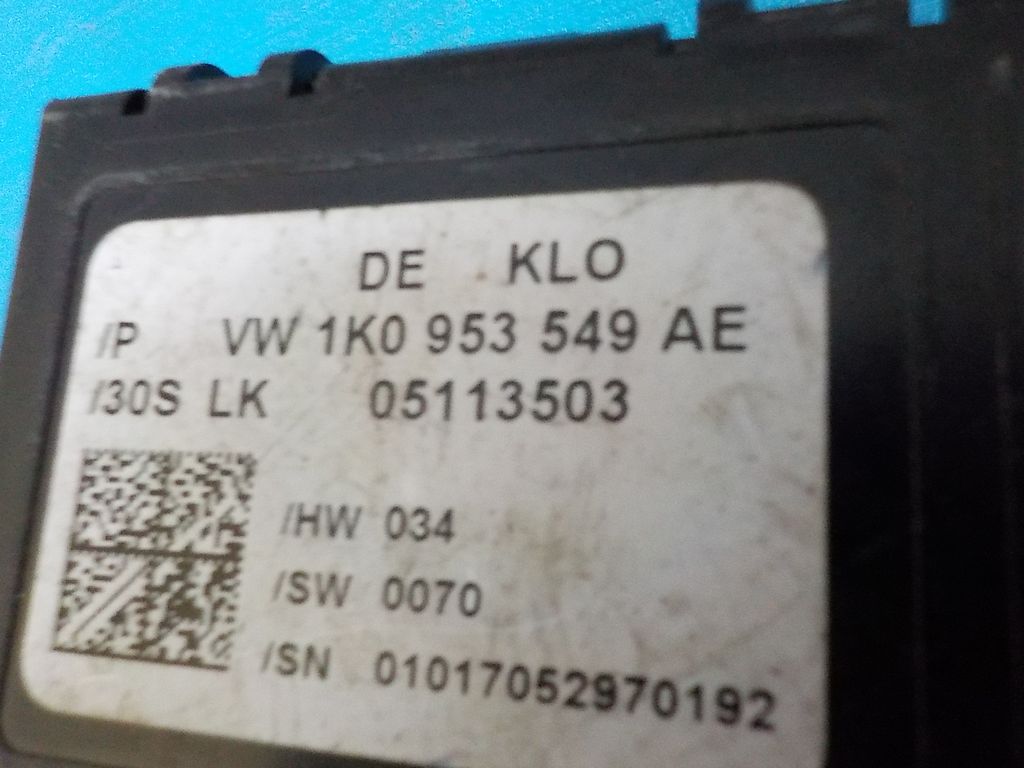 DE KLO
/P VW 1K0 953 549 AE
/30S LK 05113503
/HW 034
/SW 0070
/SN 01017052970192